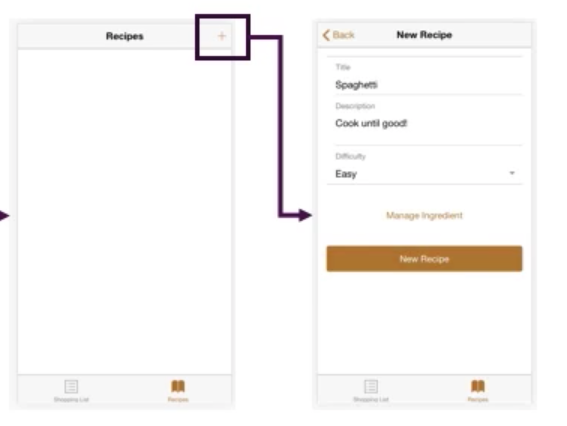 Recipes
+
Shopping List
Recipes
Back
New Recipe
Title
Spaghetti
Description
Cook until good!
Difficulty
Easy
Manage Ingredient
New Recipe
Shopping List
Recipes